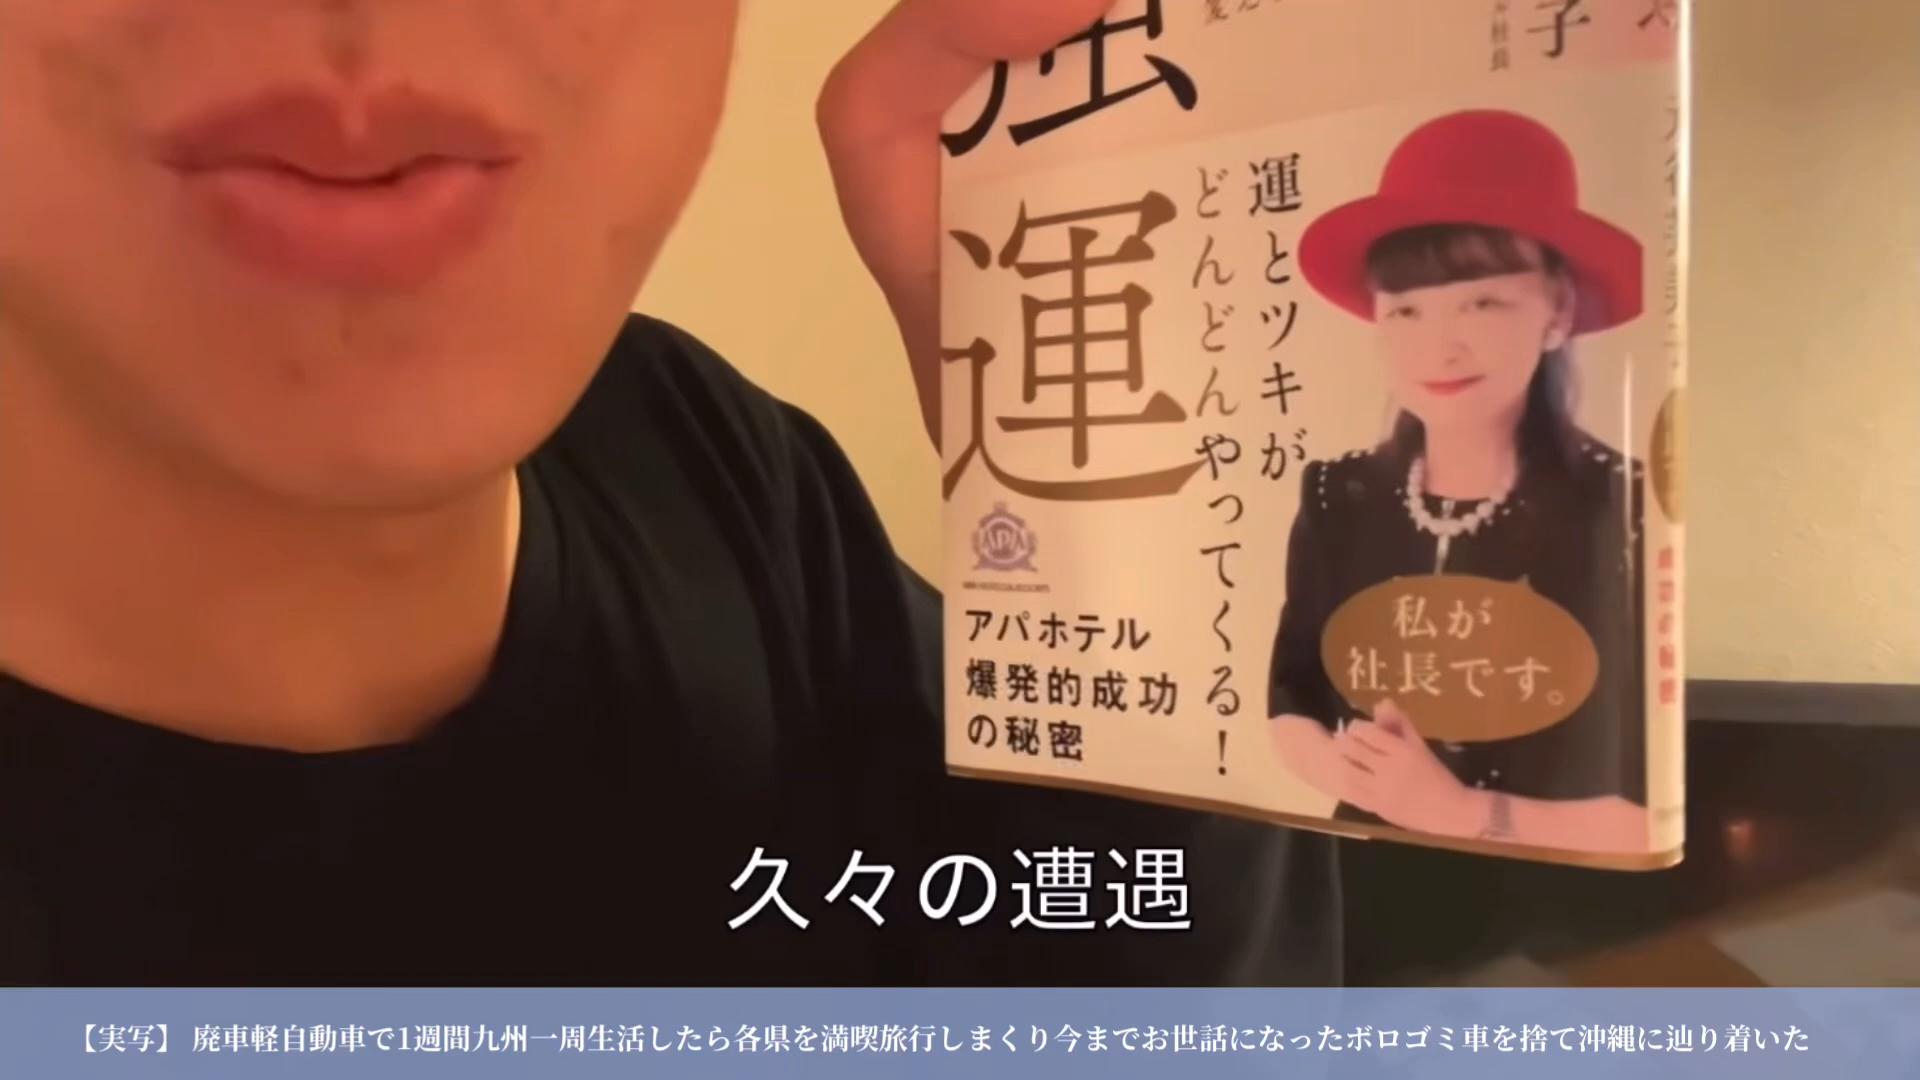 子
社長
強
運
運とツキが
どんどんやってくる！
APA
アパホテル
爆発的成功
の秘密
私が
社長です。
久々の遭遇
【実写】 廃車軽自動車で1週間九州一周生活したら各県を満喫旅行しまくり今までお世話になったボロゴミ車を捨て沖縄に辿り着いた